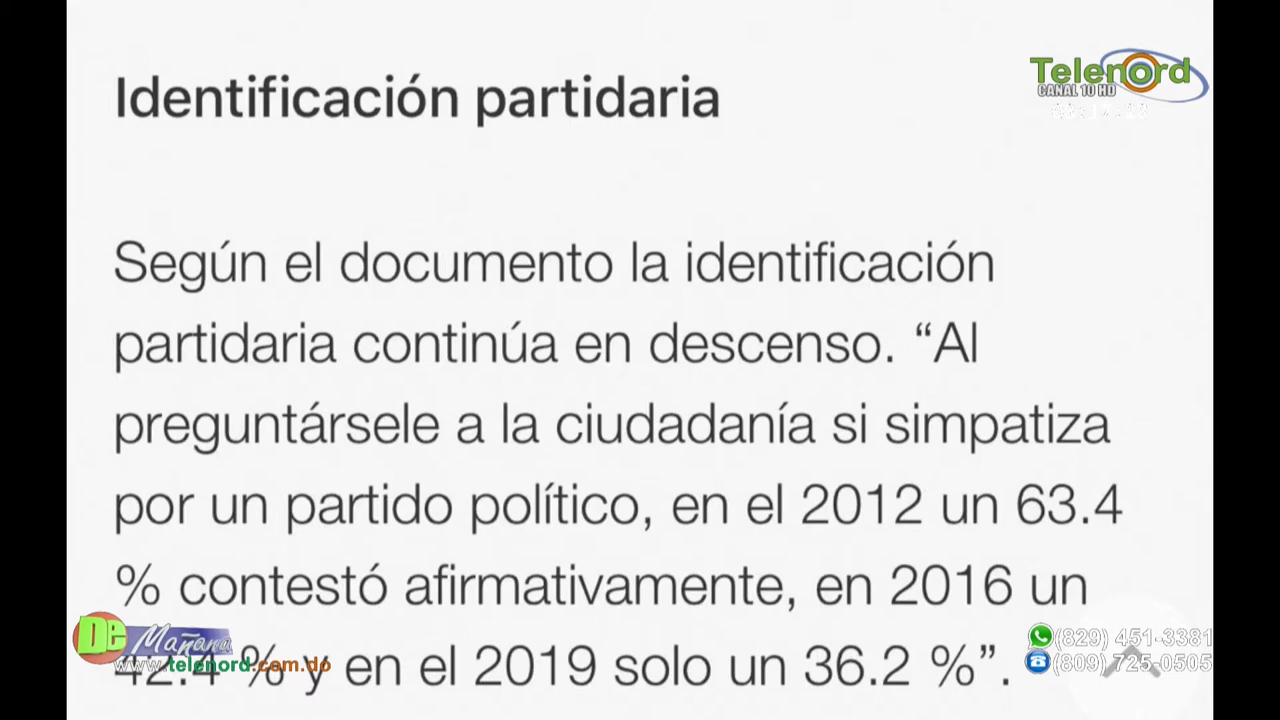 Identificación partidaria
Telenord
CANAL 10 HD
Según el documento la identificación
partidaria continúa en descenso. “Al
preguntársele a la ciudadanía si simpatiza
por un partido político, en el 2012 un 63.4
% contestó afirmativamente, en 2016 un
42.4 % y en el 2019 solo un 36.2 %”.
De Mañana
www.telenord.com.do
(829) 451-3381
(809) 725-0505